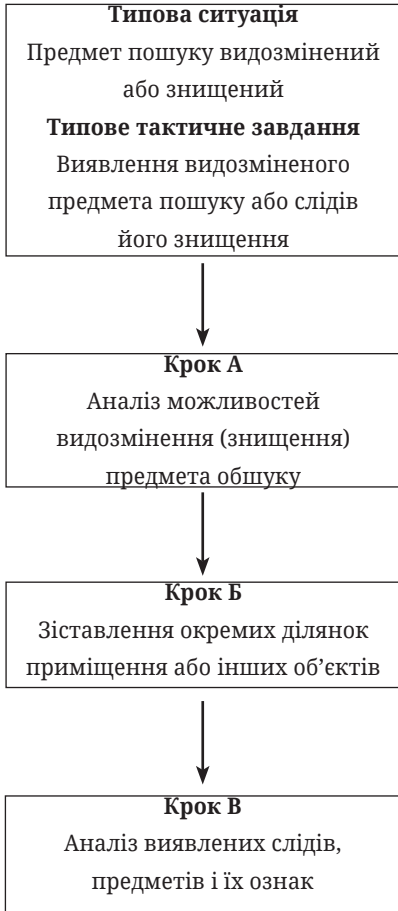 Типова ситуація
Предмет пошуку видозмінений
або знищений
Типове тактичне завдання
Виявлення видозміненого
предмета пошуку або слідів
його знищення
Крок А
Аналіз можливостей
видозмінення (знищення)
предмета обшуку
Крок Б
Зіставлення окремих ділянок
приміщення або інших об’єктів
Крок В
Аналіз виявлених слідів,
предметів і їх ознак